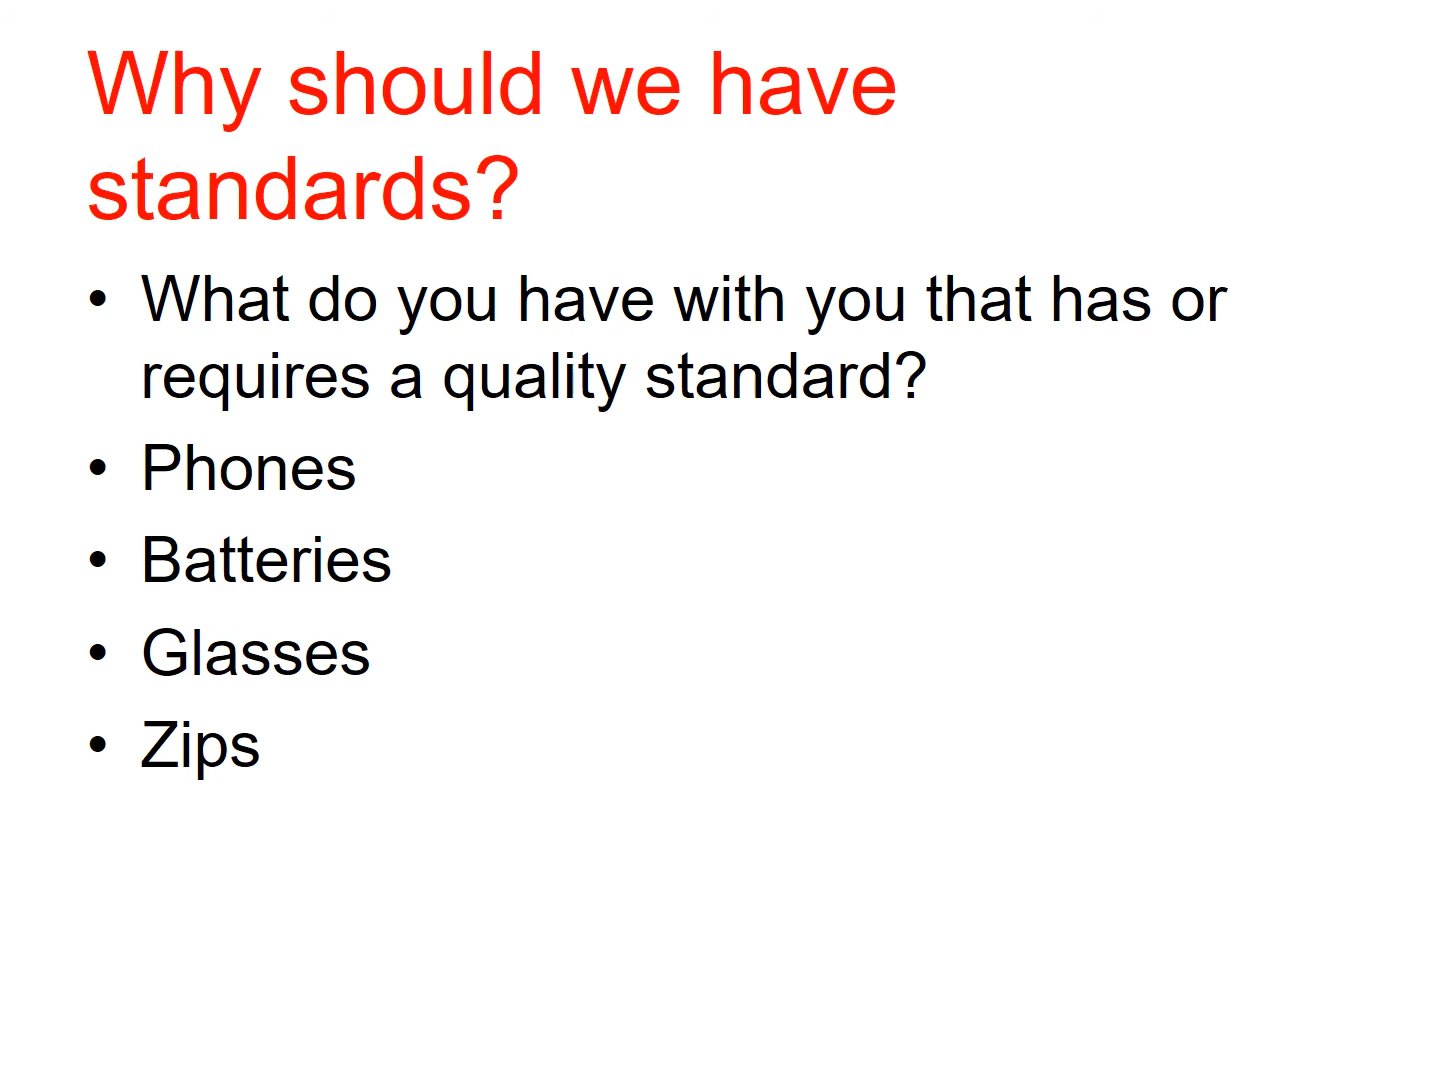 Why should we have
standards?
• What do you have with you that has or
requires a quality standard?
• Phones
• Batteries
• Glasses
• Zips